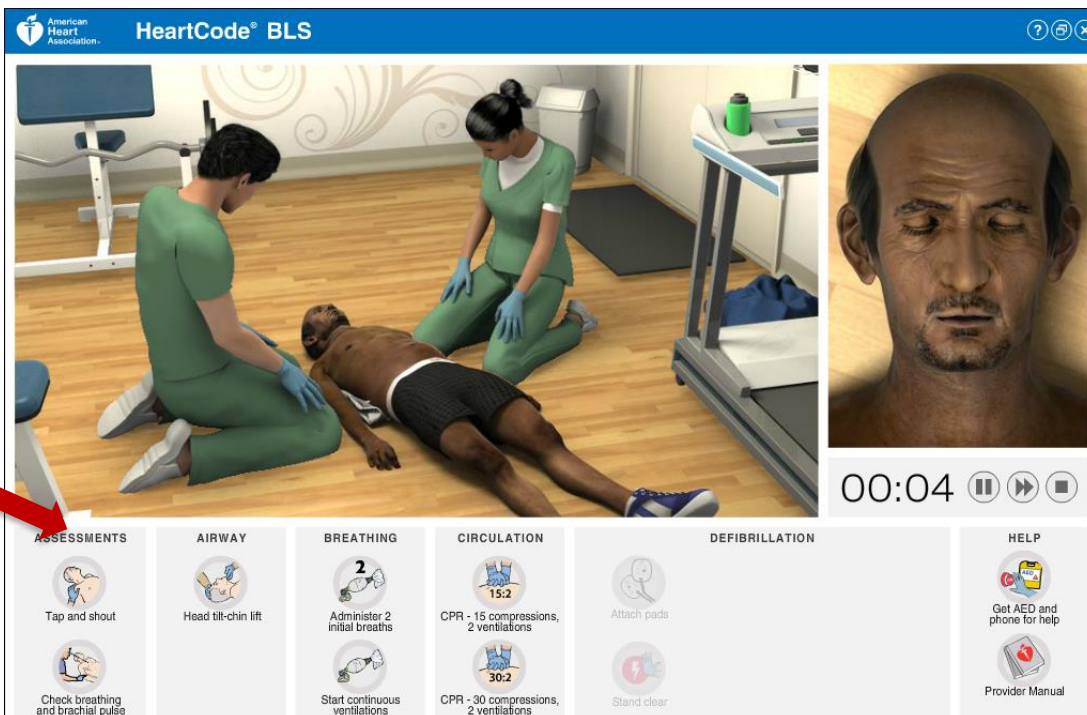 American
Heart
Association.
HeartCode® BLS
?
00:04
ASSESSMENTS
Tap and shout
Check breathing
and brachial pulse
AIRWAY
Head tilt-chin lift
BREATHING
2
Administer 2
initial breaths
Start continuous
ventilations
CIRCULATION
15:2
CPR - 15 compressions,
2 ventilations
30:2
CPR - 30 compressions,
2 ventilations
DEFIBRILLATION
Attach pads
Stand clear
HELP
AED
Get AED and
phone for help
Provider Manual